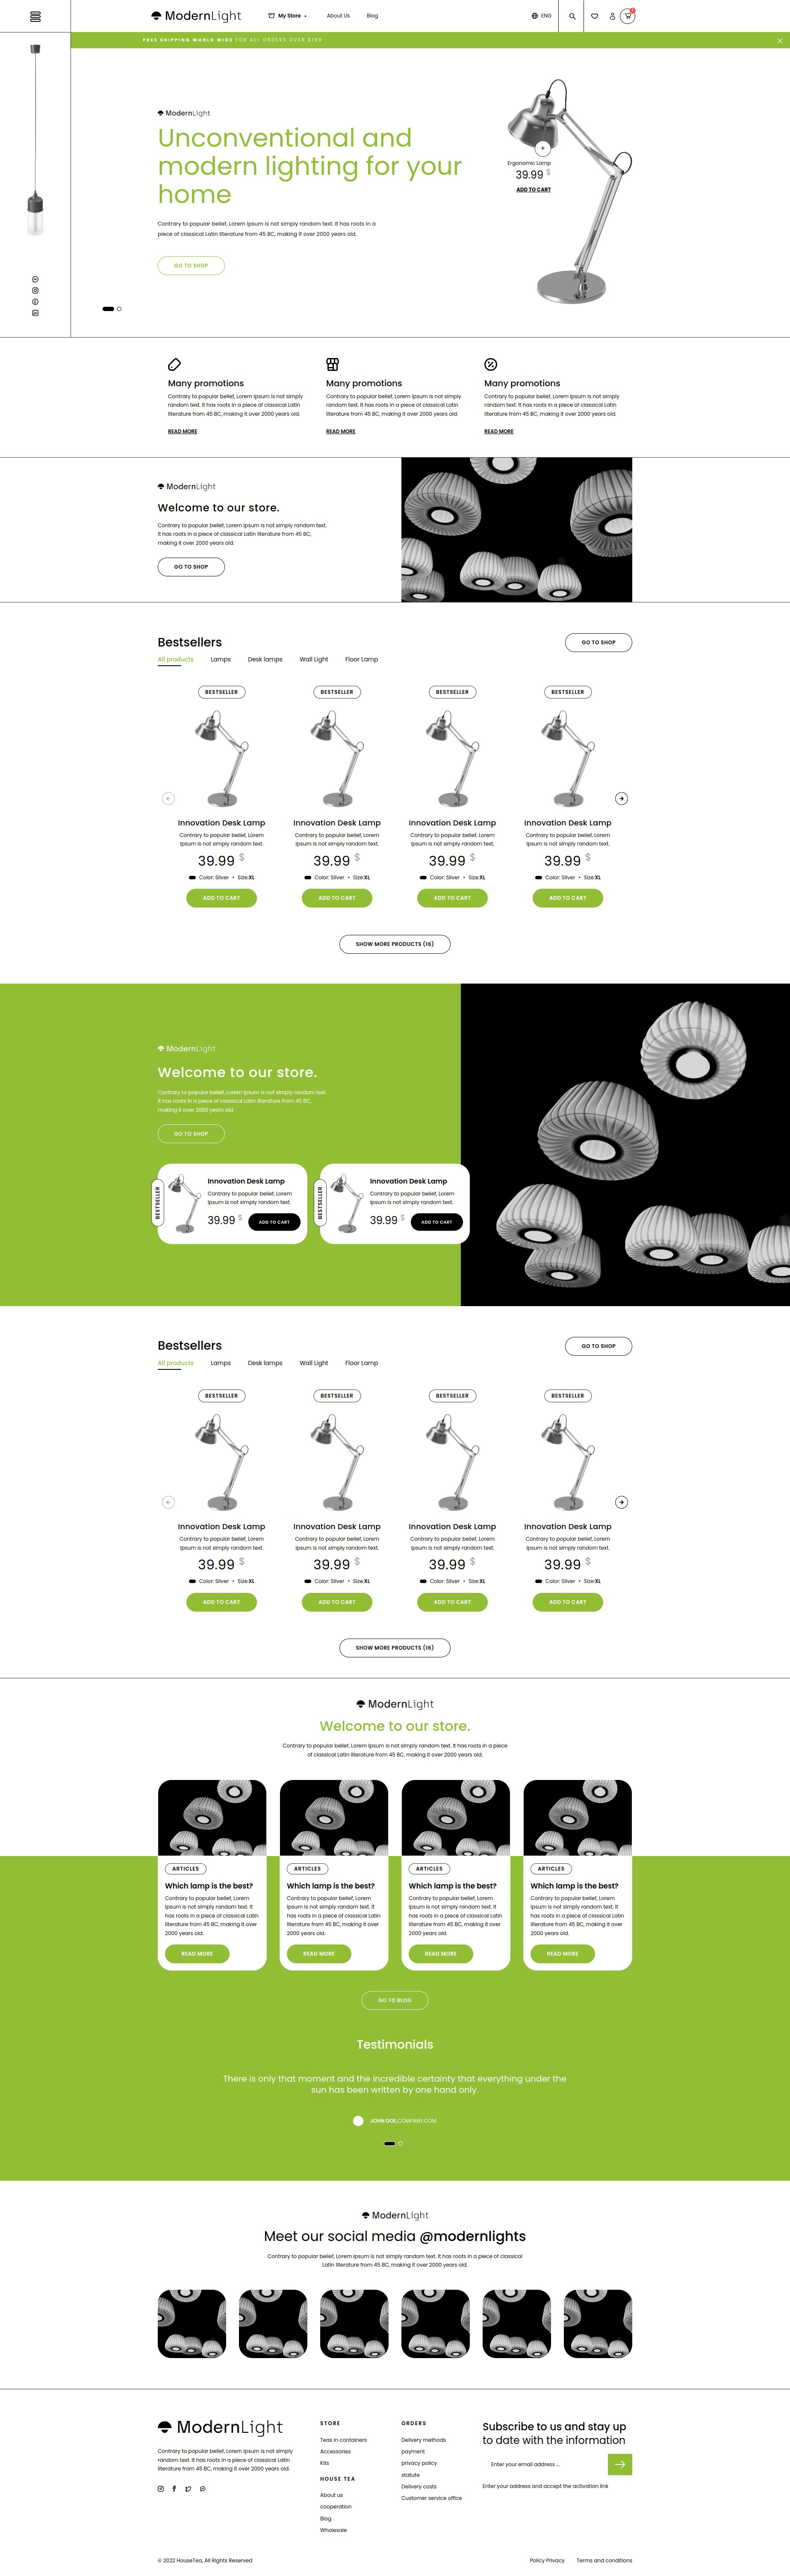 ModernLight
My Store
About Us
Blog
ENG
1
FREE SHIPPING WORLD WIDE FOR ALL ORDERS OVER $199
ModernLight
Unconventional and
modern lighting for your
home
Contrary to popular belief, Lorem Ipsum is not simply random text. It has roots in a
piece of classical Latin literature from 45 BC, making it over 2000 years old.
GO TO SHOP
Ergonomic Lamp
39.99 $
ADD TO CART
Many promotions
Contrary to popular belief, Lorem Ipsum is not simply
random text. It has roots in a piece of classical Latin
literature from 45 BC, making it over 2000 years old.
READ MORE
Many promotions
Contrary to popular belief, Lorem Ipsum is not simply
random text. It has roots in a piece of classical Latin
literature from 45 BC, making it over 2000 years old.
READ MORE
Many promotions
Contrary to popular belief, Lorem Ipsum is not simply
random text. It has roots in a piece of classical Latin
literature from 45 BC, making it over 2000 years old.
READ MORE
ModernLight
Welcome to our store.
Contrary to popular belief, Lorem Ipsum is not simply random text.
It has roots in a piece of classical Latin literature from 45 BC,
making it over 2000 years old.
GO TO SHOP
Bestsellers
GO TO SHOP
All products
Lamps
Desk lamps
Wall Light
Floor Lamp
BESTSELLER
Innovation Desk Lamp
Contrary to popular belief, Lorem
Ipsum is not simply random text.
39.99 $
Color: Silver • Size:XL
ADD TO CART
BESTSELLER
Innovation Desk Lamp
Contrary to popular belief, Lorem
Ipsum is not simply random text.
39.99 $
Color: Silver • Size:XL
ADD TO CART
BESTSELLER
Innovation Desk Lamp
Contrary to popular belief, Lorem
Ipsum is not simply random text.
39.99 $
Color: Silver • Size:XL
ADD TO CART
BESTSELLER
Innovation Desk Lamp
Contrary to popular belief, Lorem
Ipsum is not simply random text.
39.99 $
Color: Silver • Size:XL
ADD TO CART
SHOW MORE PRODUCTS (16)
ModernLight
Welcome to our store.
Contrary to popular belief, Lorem Ipsum is not simply random text.
It has roots in a piece of classical Latin literature from 45 BC,
making it over 2000 years old.
GO TO SHOP
BESTSELLER
Innovation Desk Lamp
Contrary to popular belief, Lorem
Ipsum is not simply random text.
39.99 $
ADD TO CART
BESTSELLER
Innovation Desk Lamp
Contrary to popular belief, Lorem
Ipsum is not simply random text.
39.99 $
ADD TO CART
Bestsellers
GO TO SHOP
All products
Lamps
Desk lamps
Wall Light
Floor Lamp
BESTSELLER
Innovation Desk Lamp
Contrary to popular belief, Lorem
Ipsum is not simply random text.
39.99 $
Color: Silver • Size:XL
ADD TO CART
BESTSELLER
Innovation Desk Lamp
Contrary to popular belief, Lorem
Ipsum is not simply random text.
39.99 $
Color: Silver • Size:XL
ADD TO CART
BESTSELLER
Innovation Desk Lamp
Contrary to popular belief, Lorem
Ipsum is not simply random text.
39.99 $
Color: Silver • Size:XL
ADD TO CART
BESTSELLER
Innovation Desk Lamp
Contrary to popular belief, Lorem
Ipsum is not simply random text.
39.99 $
Color: Silver • Size:XL
ADD TO CART
SHOW MORE PRODUCTS (16)
ModernLight
Welcome to our store.
Contrary to popular belief, Lorem Ipsum is not simply random text. It has roots in a piece
of classical Latin literature from 45 BC, making it over 2000 years old.
ARTICLES
Which lamp is the best?
Contrary to popular belief, Lorem
Ipsum is not simply random text. It
has roots in a piece of classical Latin
literature from 45 BC, making it over
2000 years old.
READ MORE
ARTICLES
Which lamp is the best?
Contrary to popular belief, Lorem
Ipsum is not simply random text. It
has roots in a piece of classical Latin
literature from 45 BC, making it over
2000 years old.
READ MORE
ARTICLES
Which lamp is the best?
Contrary to popular belief, Lorem
Ipsum is not simply random text. It
has roots in a piece of classical Latin
literature from 45 BC, making it over
2000 years old.
READ MORE
ARTICLES
Which lamp is the best?
Contrary to popular belief, Lorem
Ipsum is not simply random text. It
has roots in a piece of classical Latin
literature from 45 BC, making it over
2000 years old.
READ MORE
GO TO BLOG
Testimonials
There is only that moment and the incredible certainty that everything under the
sun has been written by one hand only.
JOHN DOE,COMPANY.COM
ModernLight
Meet our social media @modernlights
Contrary to popular belief, Lorem Ipsum is not simply random text. It has roots in a piece of classical
Latin literature from 45 BC, making it over 2000 years old.
ModernLight
Contrary to popular belief, Lorem Ipsum is not simply
random text. It has roots in a piece of classical Latin
literature from 45 BC, making it over 2000 years old.
STORE
Teas in containers
Accessories
Kits
HOUSE TEA
About us
cooperation
Blog
Wholesale
ORDERS
Delivery methods
payment
privacy policy
statute
Delivery costs
Customer service office
Subscribe to us and stay up
to date with the information
Enter your email address ...
Enter your address and accept the activation link
© 2022 HouseTea, All Rights Reserved
Policy Privacy
Terms and conditions